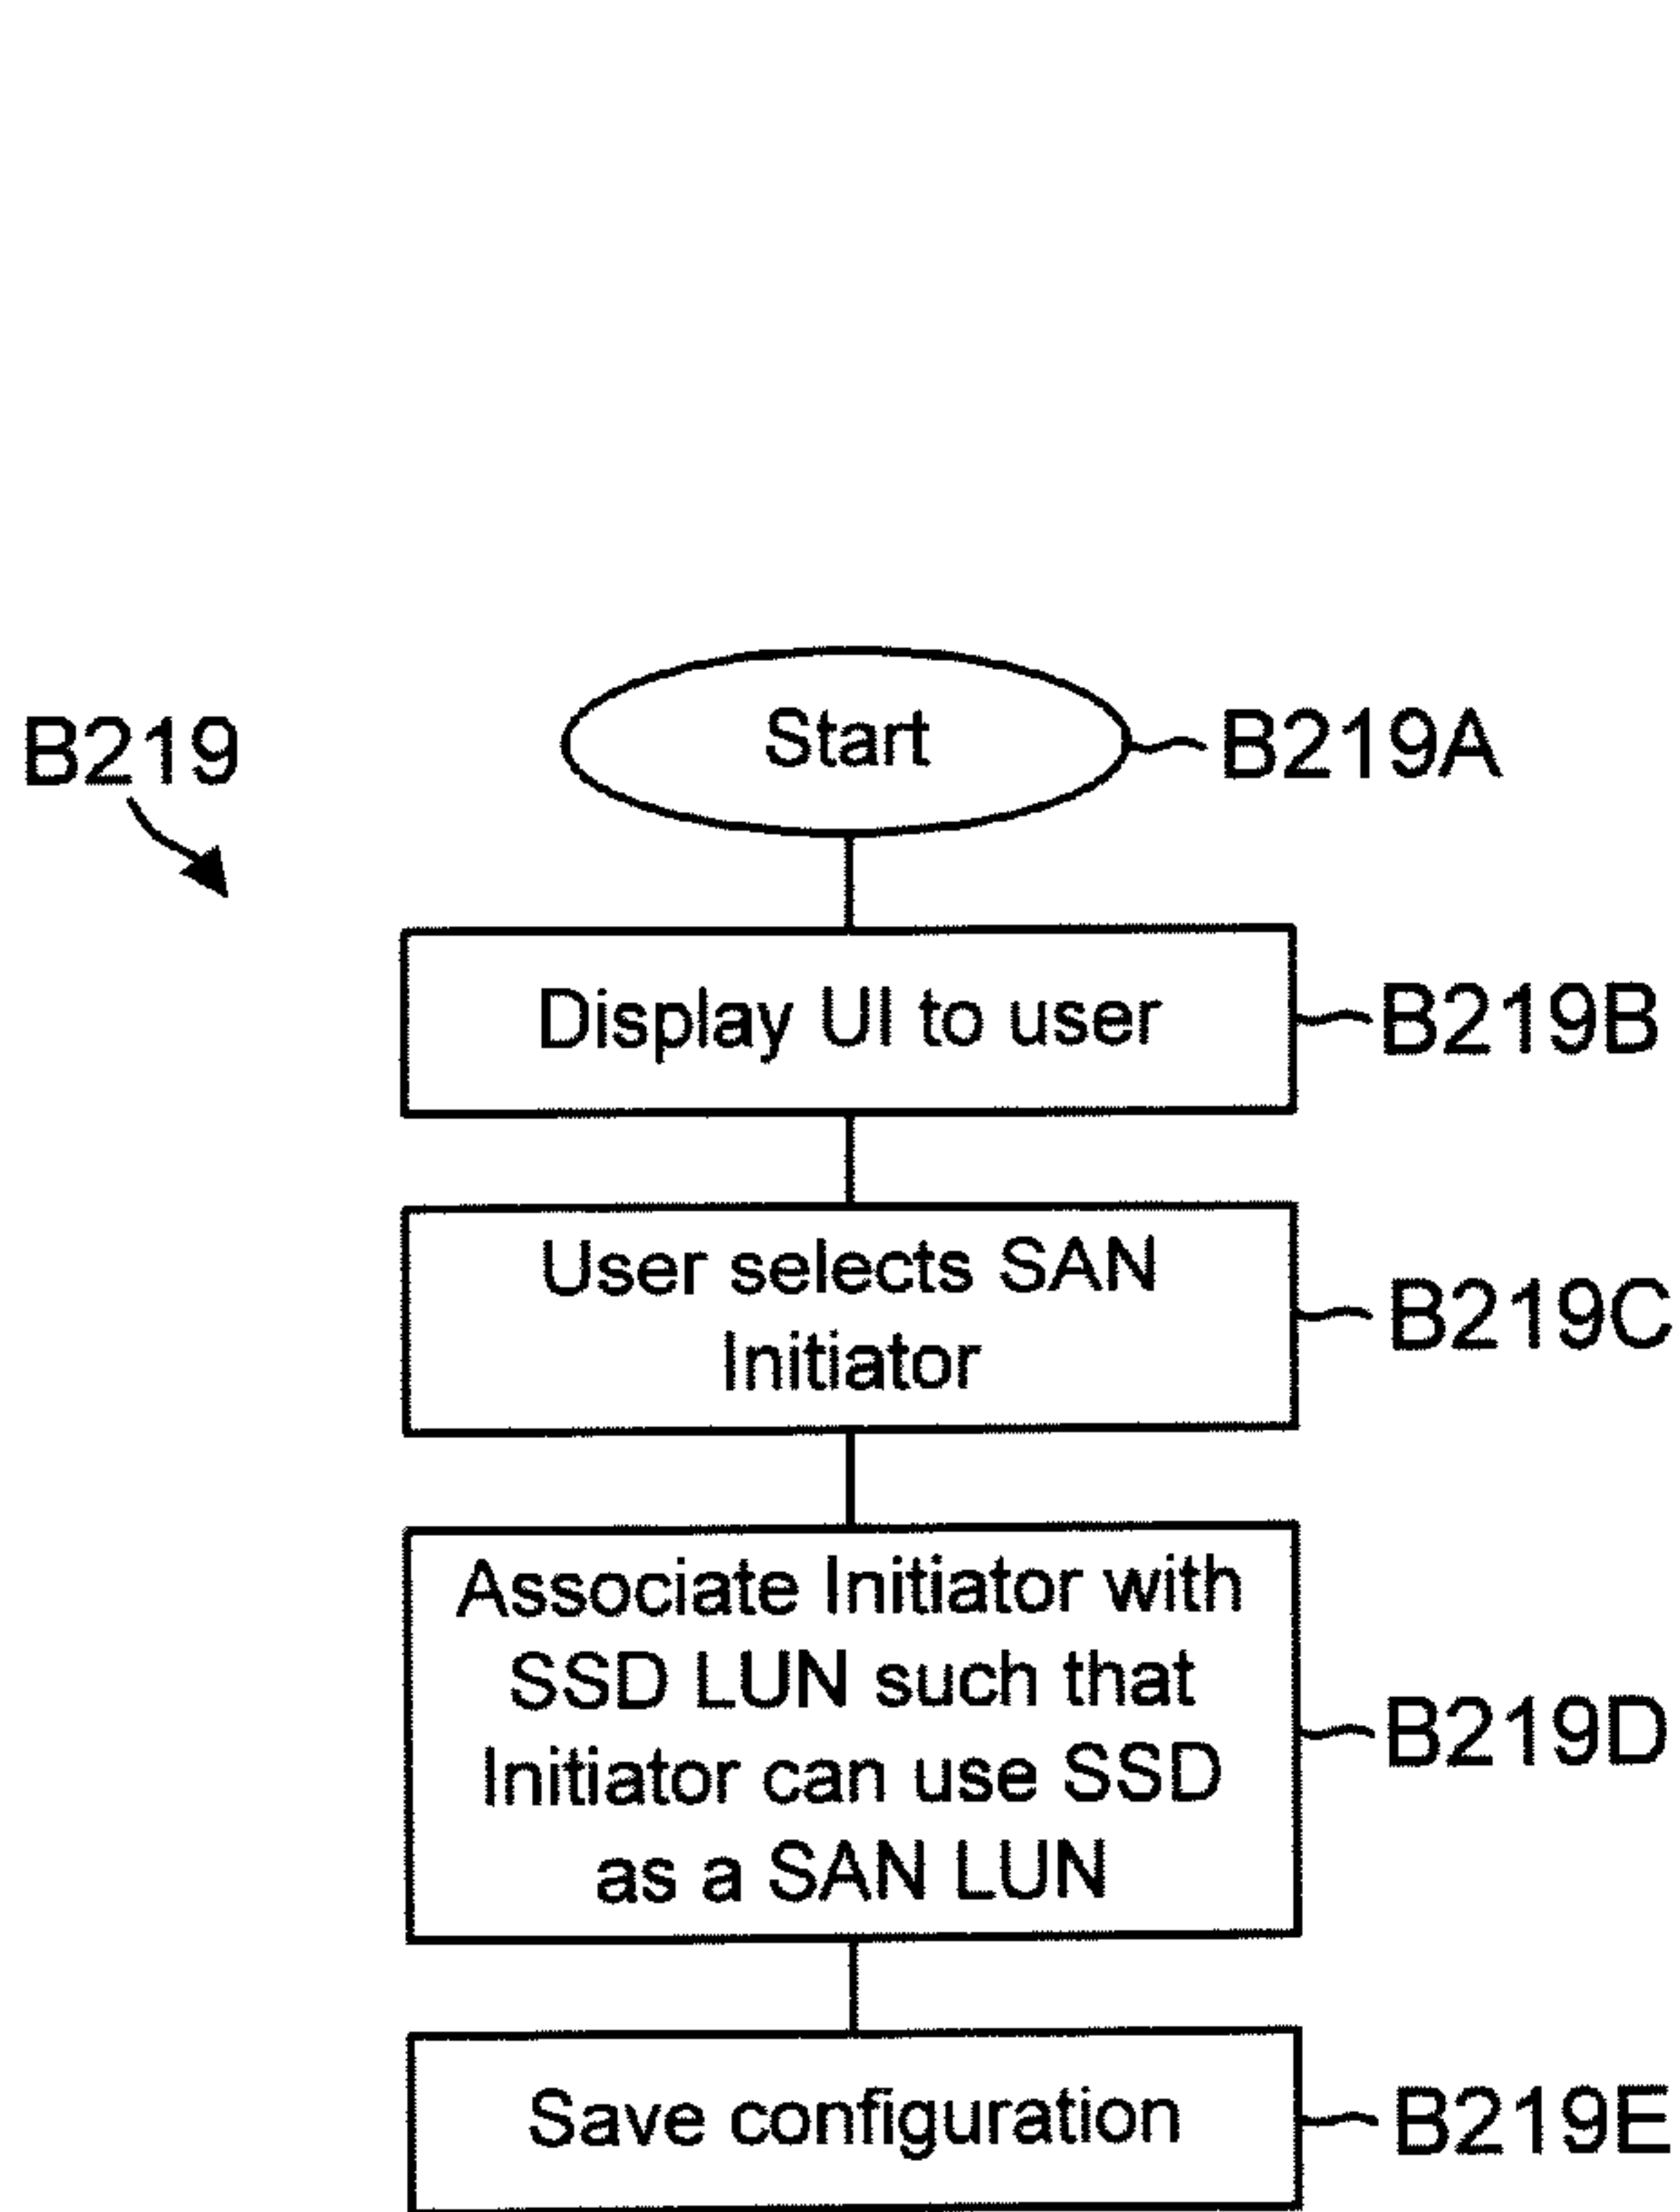 Start
B219A
B219
Display UI to user
B219B
User selects SAN
Initiator
B219C
Associate Initiator with
SSD LUN such that
Initiator can use SSD
as a SAN LUN
B219D
Save configuration
B219E